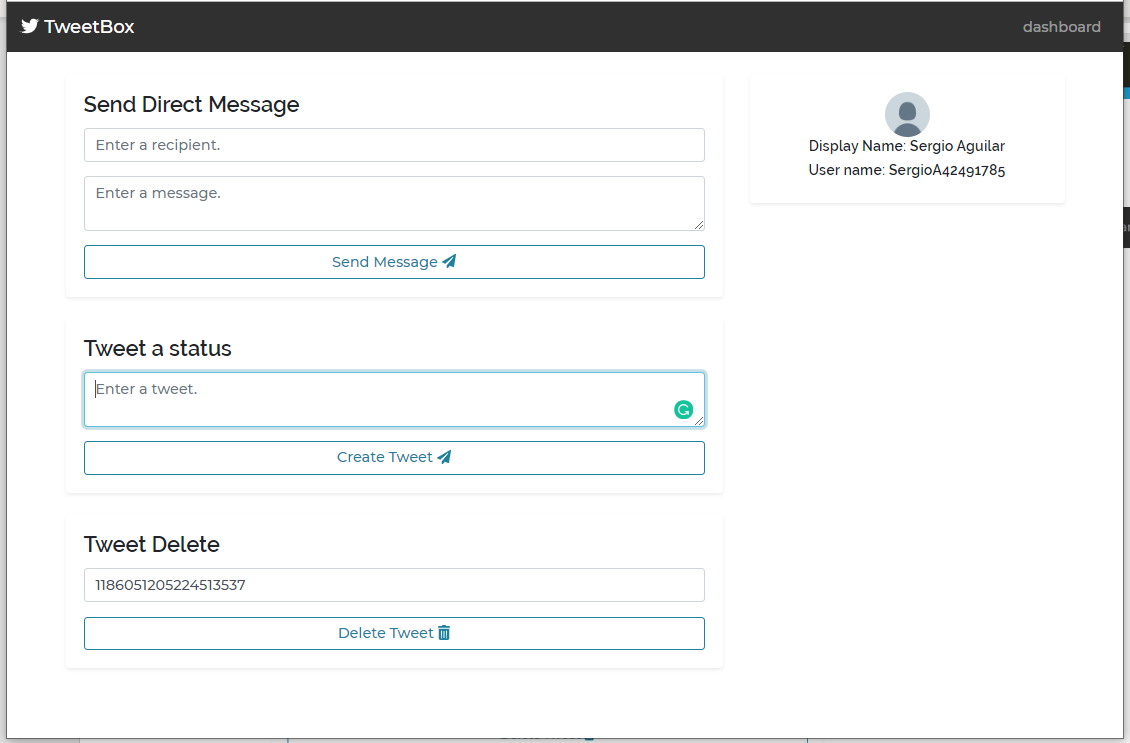 TweetBox
dashboard
Send Direct Message
Enter a recipient.
Enter a message.
Send Message
Display Name: Sergio Aguilar
User name: SergioA42491785
Tweet a status
Enter a tweet.
Create Tweet
Tweet Delete
1186051205224513537
Delete Tweet